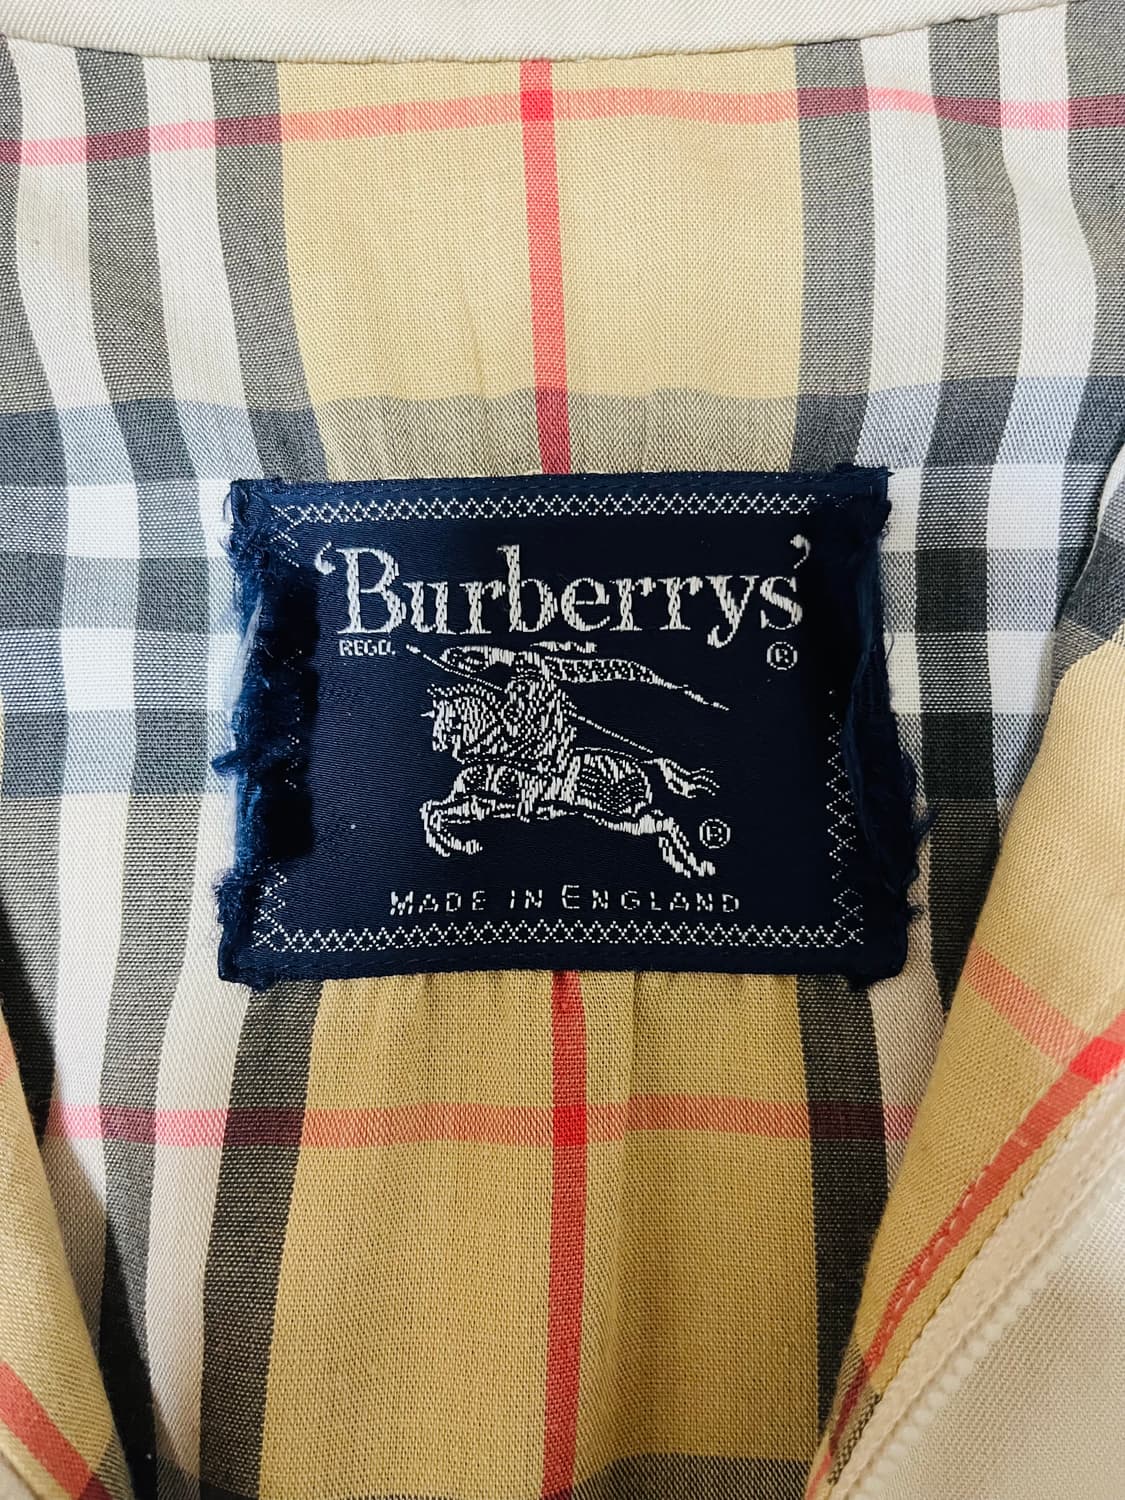 ‘Burberrys’
REGD. ®
®
MADE IN ENGLAND